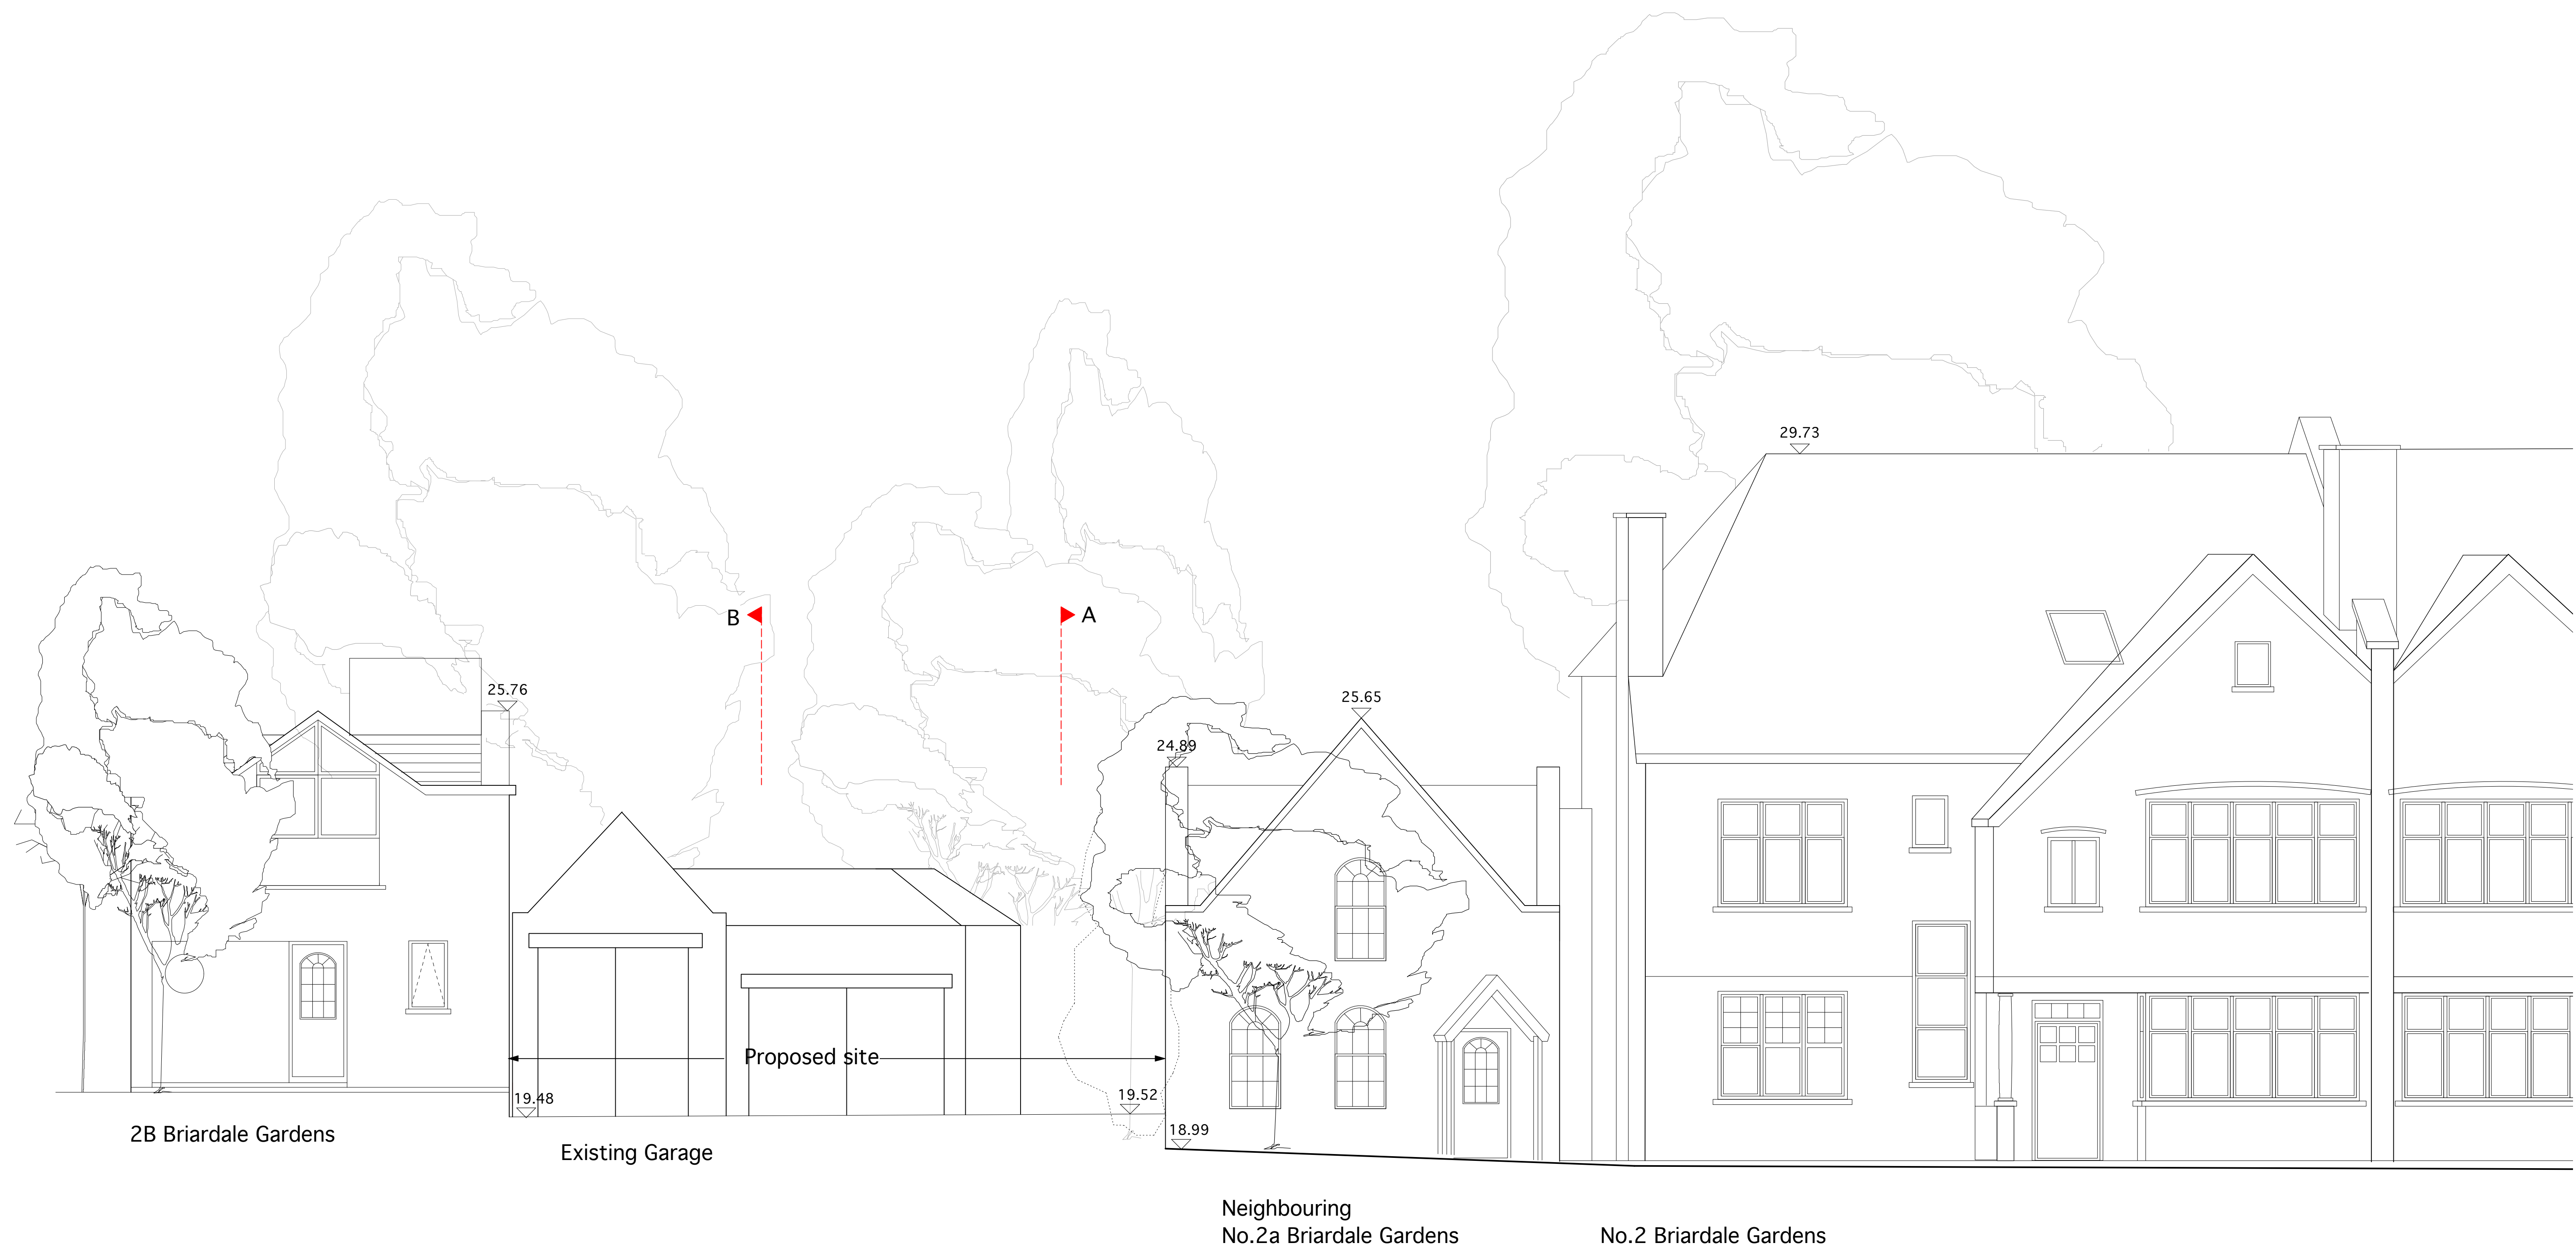 29.73
B
A
25.76
25.65
24.89
Proposed site
19.48
19.52
18.99
2B Briardale Gardens
Existing Garage
Neighbouring
No.2a Briardale Gardens
No.2 Briardale Gardens